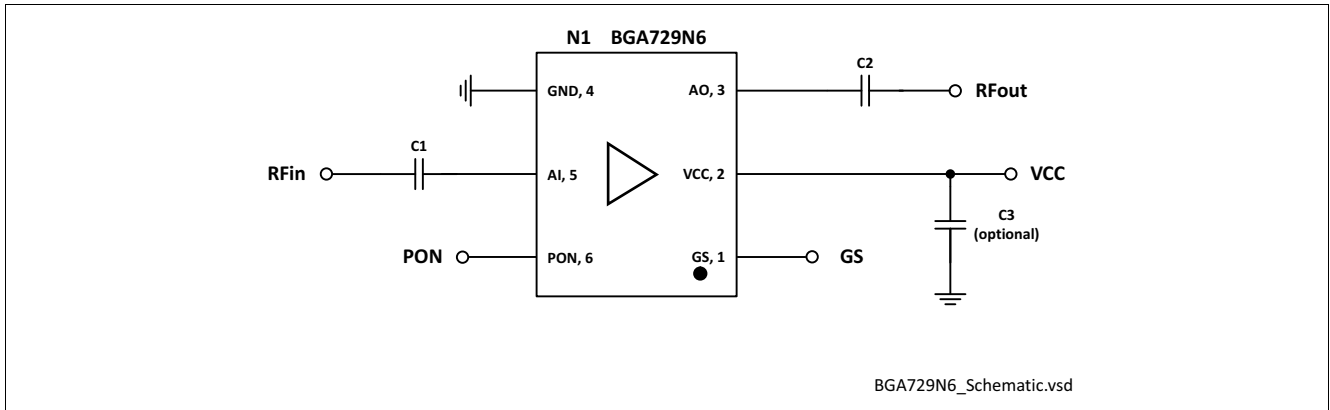 N1 BGA729N6
C2
GND, 4
AO, 3
RFout
C1
RFin
AI, 5
VCC, 2
VCC
C3
(optional)
PON
PON, 6
GS, 1
GS
BGA729N6_Schematic.vsd